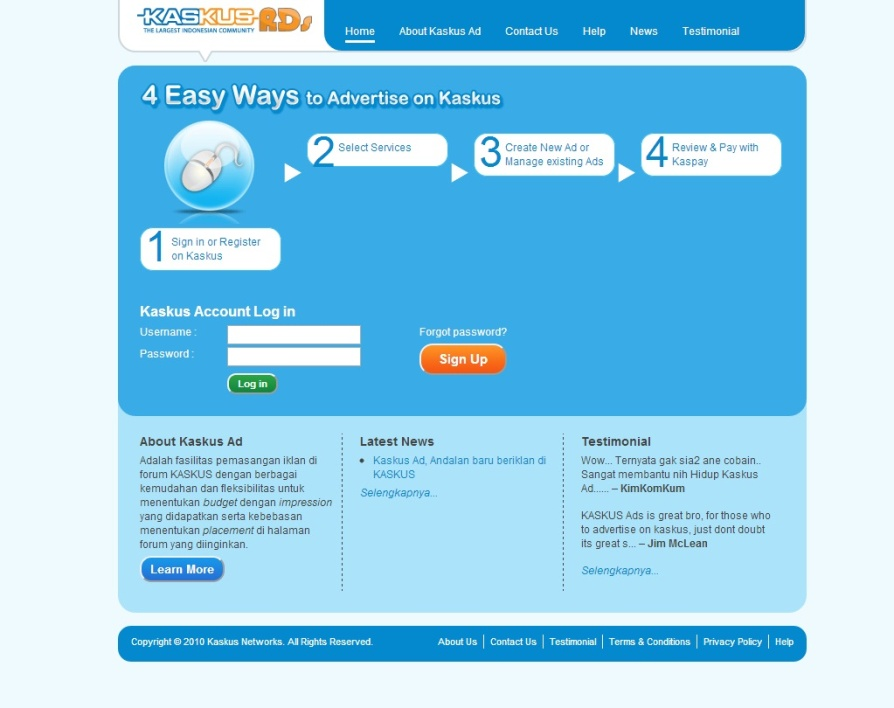 KASKUS ADs
THE LARGEST INDONESIAN COMMUNITY
Home About Kaskus Ad Contact Us Help News Testimonial
4 Easy Ways to Advertise on Kaskus
1 Sign in or Register
on Kaskus
2 Select Services
3 Create New Ad or
Manage existing Ads
4 Review & Pay with
Kaspay
Kaskus Account Log in
Username :
Password :
Log in
Forgot password?
Sign Up
About Kaskus Ad
Adalah fasilitas pemasangan iklan di
forum KASKUS dengan berbagai
kemudahan dan fleksibilitas untuk
menentukan budget dengan impression
yang didapatkan serta kebebasan
menentukan placement di halaman
forum yang diinginkan.
Learn More
Latest News
• Kaskus Ad, Andalan baru beriklan di
KASKUS
Selengkapnya...
Testimonial
Wow... Ternyata gak sia2 ane cobain..
Sangat membantu nih Hidup Kaskus
Ad...... – KimKomKum
KASKUS Ads is great bro, for those who
to advertise on kaskus, just dont doubt
its great s... – Jim McLean
Selengkapnya...
Copyright © 2010 Kaskus Networks. All Rights Reserved.
About Us | Contact Us | Testimonial | Terms & Conditions | Privacy Policy | Help